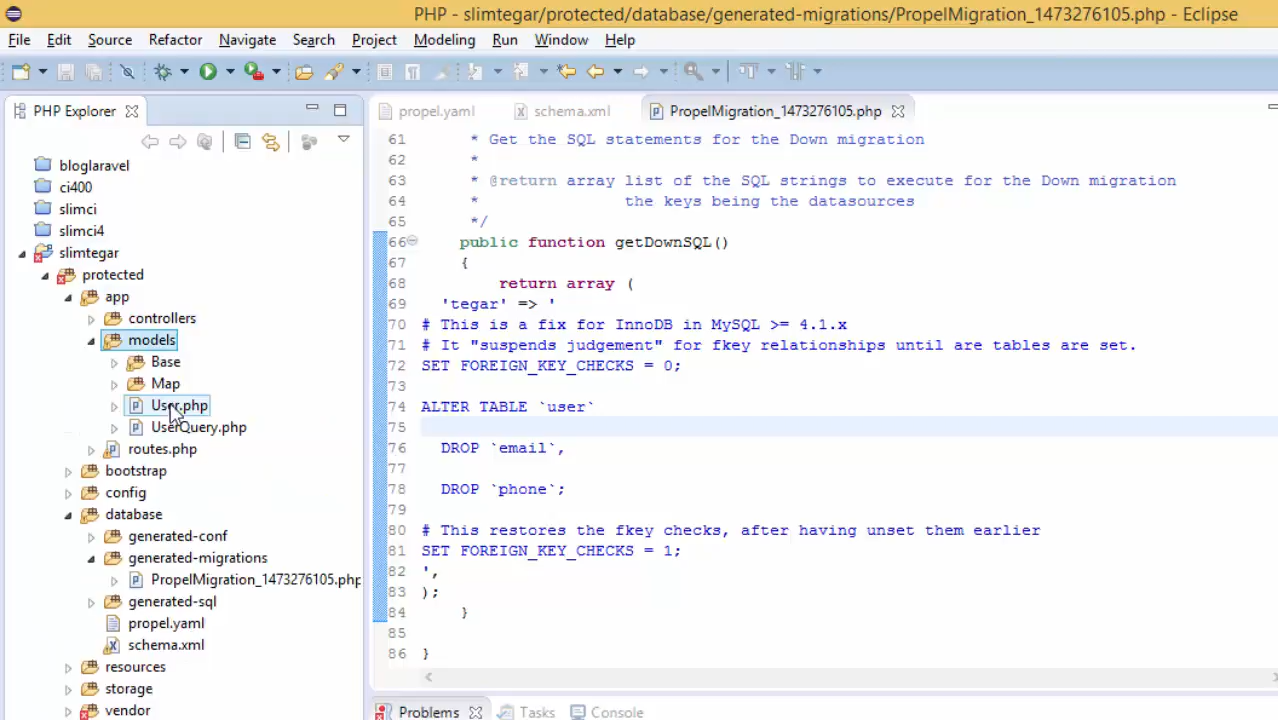 PHP - slimtegar/protected/database/generated-migrations/PropelMigration_1473276105.php - Eclipse
File Edit Source Refactor Navigate Search Project Modeling Run Window Help
PHP Explorer
propel.yaml schema.xml PropelMigration_1473276105.php
bloglaravel
ci400
slimci
slimci4
slimtegar
protected
app
controllers
models
Base
Map
User.php
UserQuery.php
routes.php
bootstrap
config
database
generated-conf
generated-migrations
PropelMigration_1473276105.php
generated-sql
propel.yaml
schema.xml
resources
storage
vendor
61 * Get the SQL statements for the Down migration
62 *
63 * @return array list of the SQL strings to execute for the Down migration
64 * the keys being the datasources
65 */
66 public function getDownSQL()
67 {
68 return array (
69 'tegar' => '
70 # This is a fix for InnoDB in MySQL >= 4.1.x
71 # It "suspends judgement" for fkey relationships until are tables are set.
72 SET FOREIGN_KEY_CHECKS = 0;
73
74 ALTER TABLE `user`
75
76 DROP `email`,
77
78 DROP `phone`;
79
80 # This restores the fkey checks, after having unset them earlier
81 SET FOREIGN_KEY_CHECKS = 1;
82 ',
83 );
84 }
85
86 }
Problems Tasks Console